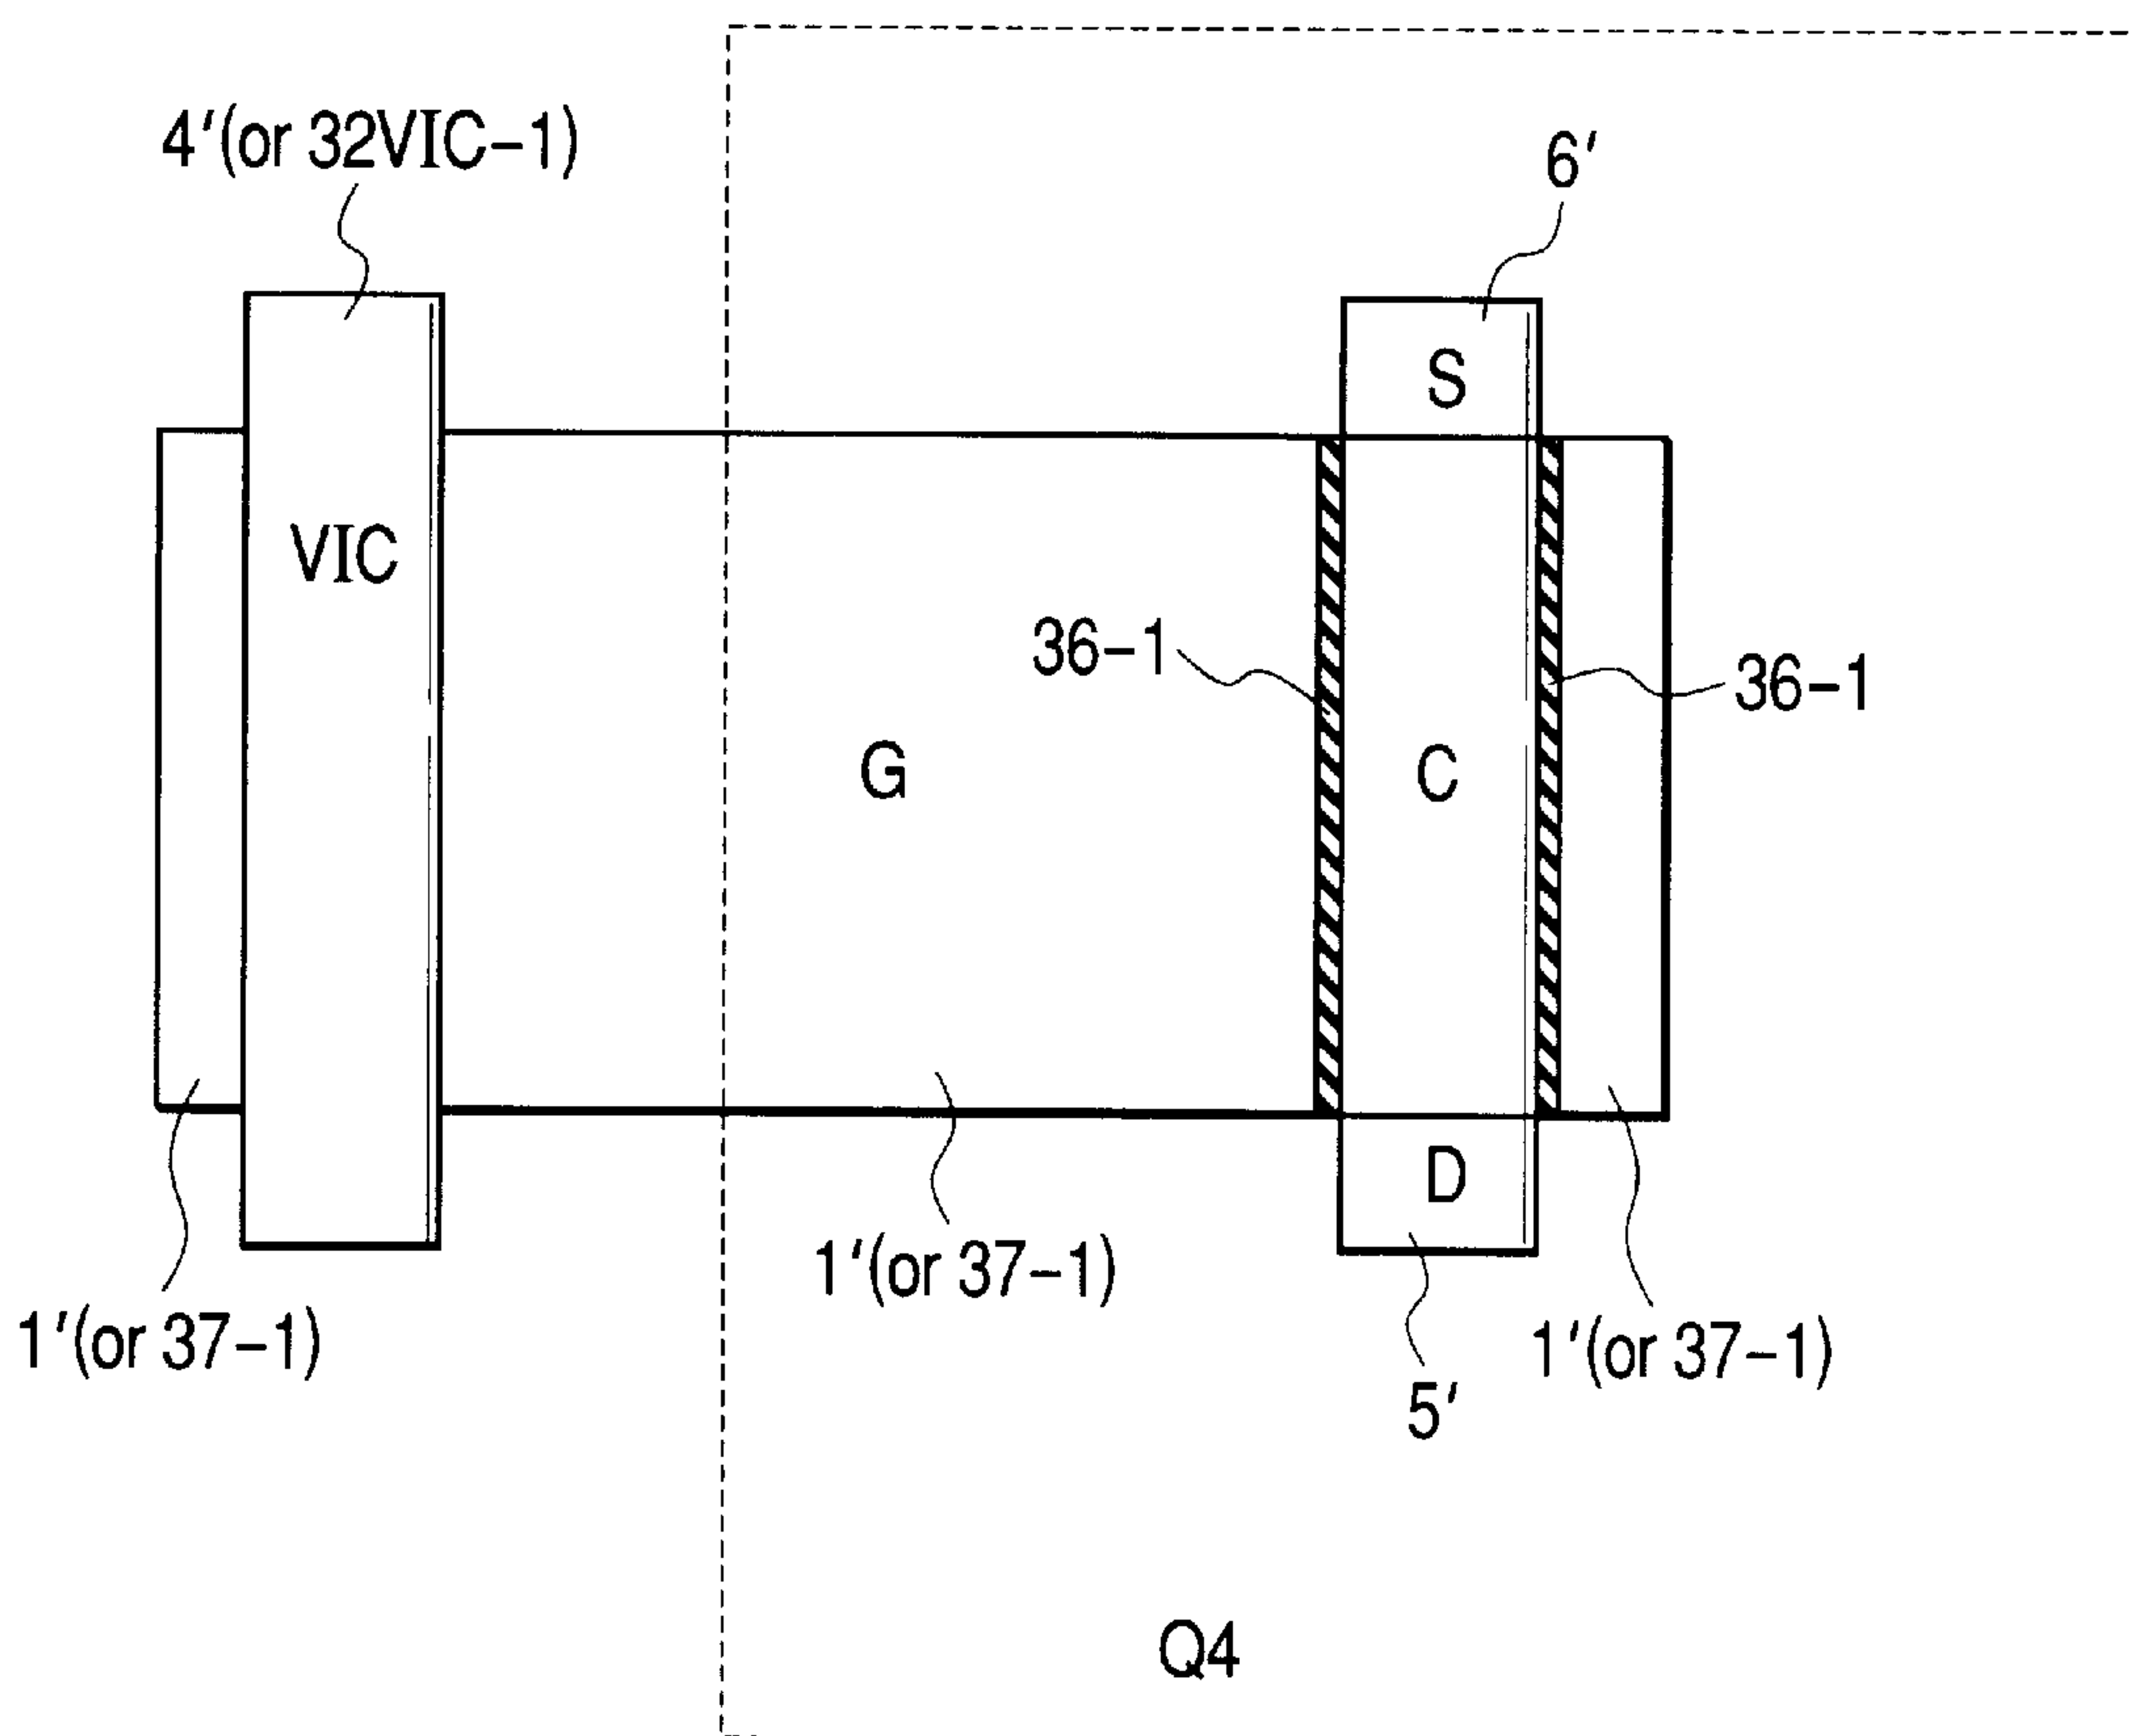 4'(or 32VIC-1)
6'
S
VIC
36-1
36-1
G
C
D
1'(or 37-1)
1'(or 37-1)
1'(or 37-1)
5'
Q4